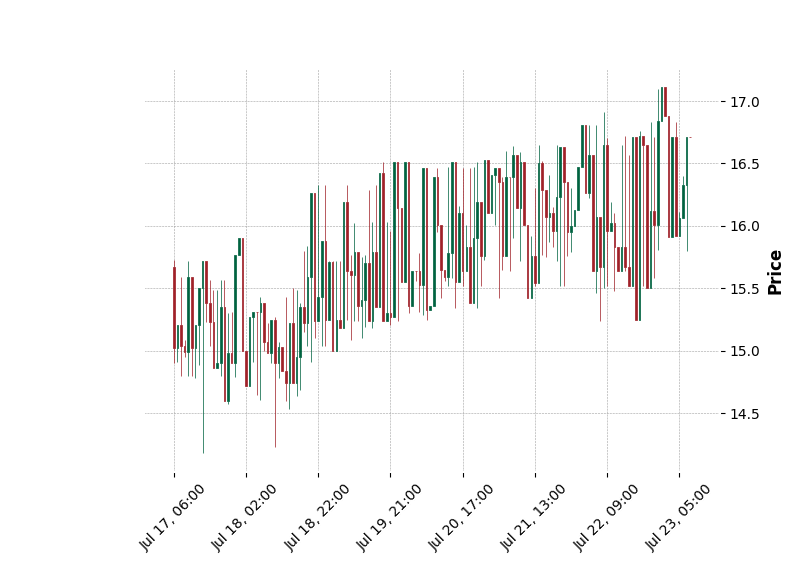 17.0
16.5
16.0
15.5
15.0
14.5
Price
Jul 17, 06:00
Jul 18, 02:00
Jul 18, 22:00
Jul 19, 21:00
Jul 20, 17:00
Jul 21, 13:00
Jul 22, 09:00
Jul 23, 05:00